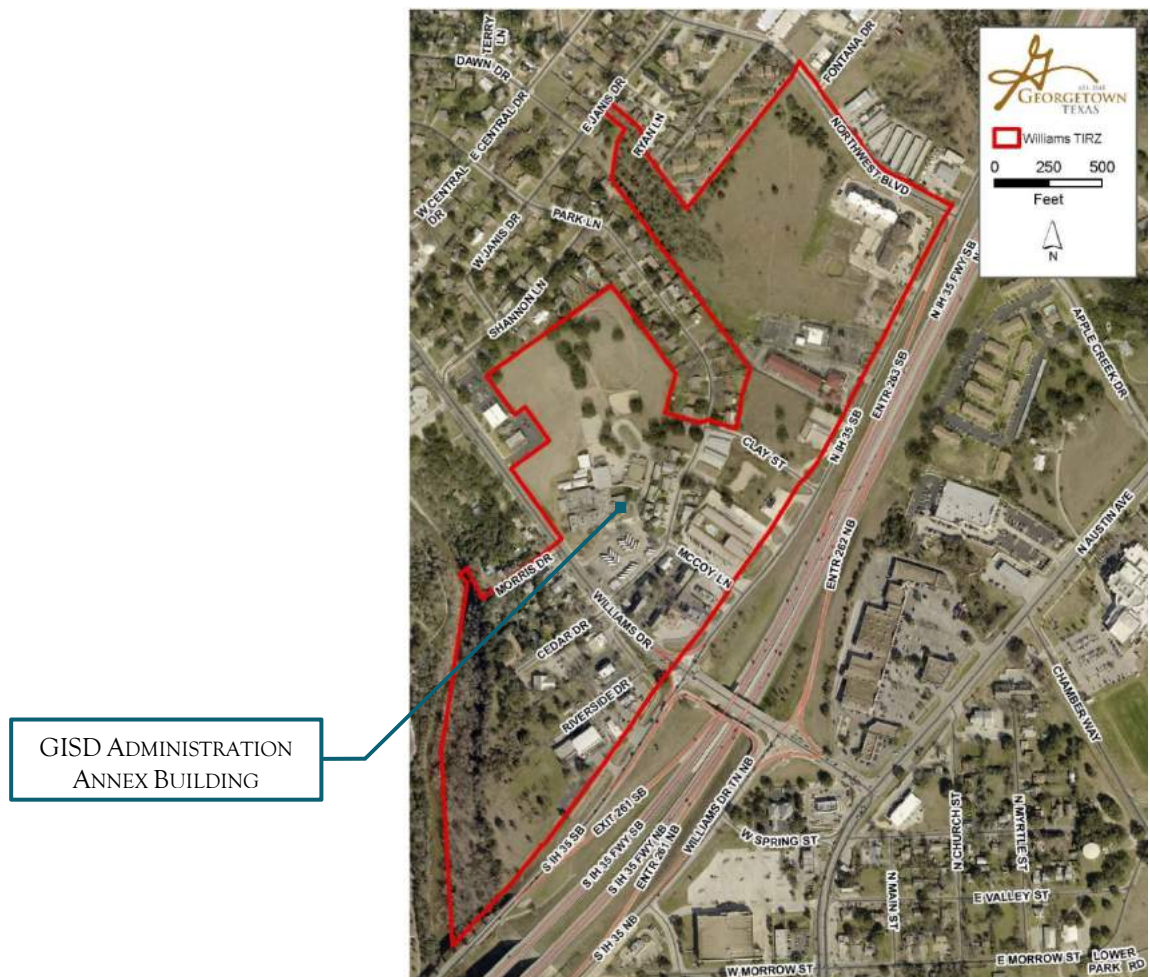 TERRY
LN
DAWN DR
E CENTRAL DR
W CENTRAL
DR
E JANIS DR
RYAN LN
FONTANA DR
NORTHWEST BLVD
GEORGETOWN
TEXAS
Williams TIRZ
0 250 500
Feet
N
W JANIS DR
PARK LN
SHANNON LN
N IH 35 FWY SB
N IH 35 SB
ENTR 263 SB
APPLE CREEK DR
CLAY ST
N AUSTIN AVE
ENTR 262 NB
MCCOY LN
MORRIS DR
WILLIAMS DR
CEDAR DR
RIVERSIDE DR
CHAMBER WAY
GISD ADMINISTRATION
ANNEX BUILDING
EXIT 261 SB
S IH 35 SB
S IH 35 FWY SB
S IH 35 FWY NB
ENTR 261 NB
WILLIAMS DR TN NB
S IH 35 NB
W SPRING ST
N CHURCH ST
N MYRTLE ST
N MAIN ST
E VALLEY ST
W MORROW ST
E MORROW ST
LOWER
PARK RD